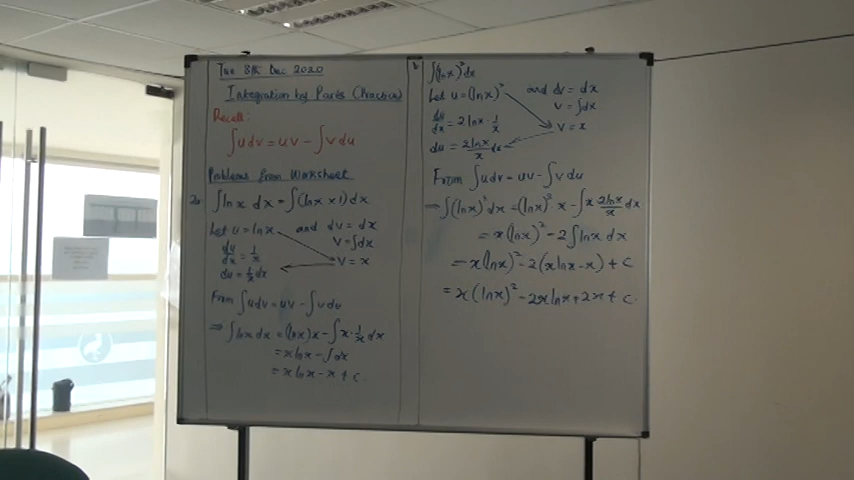 Tue 8th Dec 2020
Integration by Parts (Practice)
Recall:
∫u dv = uv - ∫v du
Problems from Worksheet
∫ln x dx = ∫(ln x × 1) dx
Let u = ln x and dv = dx
du/dx = 1/x v = ∫dx
du = 1/x dx v = x
From ∫u dv = uv - ∫v du
⇒ ∫ln x dx = (ln x)x - ∫x · 1/x dx
= x ln x - ∫dx
= x ln x - x + c
∫(ln x)² dx
Let u = (ln x)² and dv = dx
du/dx = 2 ln x · 1/x v = ∫dx
du = 2 ln x/x dx v = x
From ∫u dv = uv - ∫v du
⇒ ∫(ln x)² dx = (ln x)² x - ∫x · 2 ln x/x dx
= x(ln x)² - 2∫ln x dx
= x(ln x)² - 2(x ln x - x) + c
= x(ln x)² - 2x ln x + 2x + c.